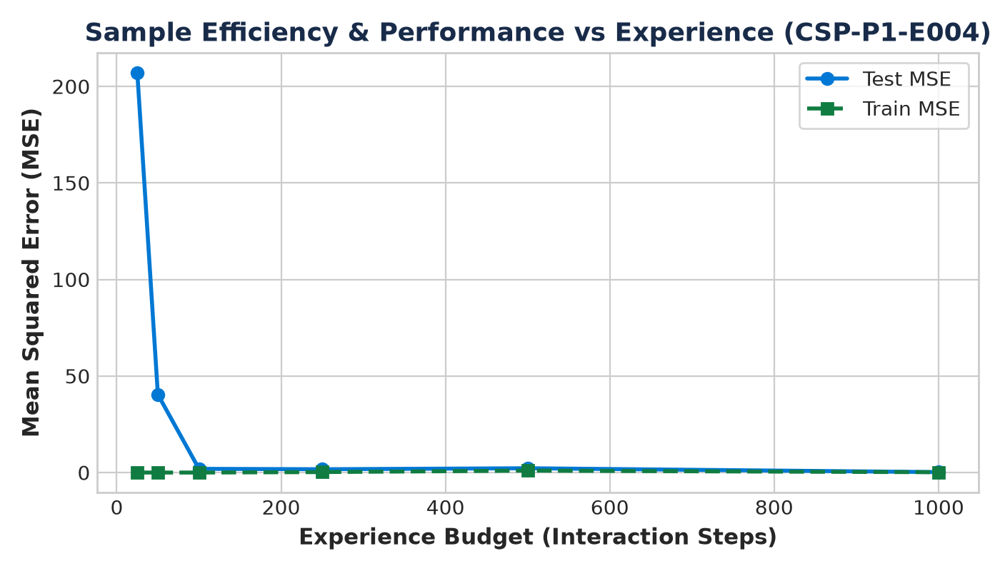 Sample Efficiency & Performance vs Experience (CSP-P1-E004)
Test MSE
Train MSE
Mean Squared Error (MSE)
200
150
100
50
0
0 200 400 600 800 1000
Experience Budget (Interaction Steps)